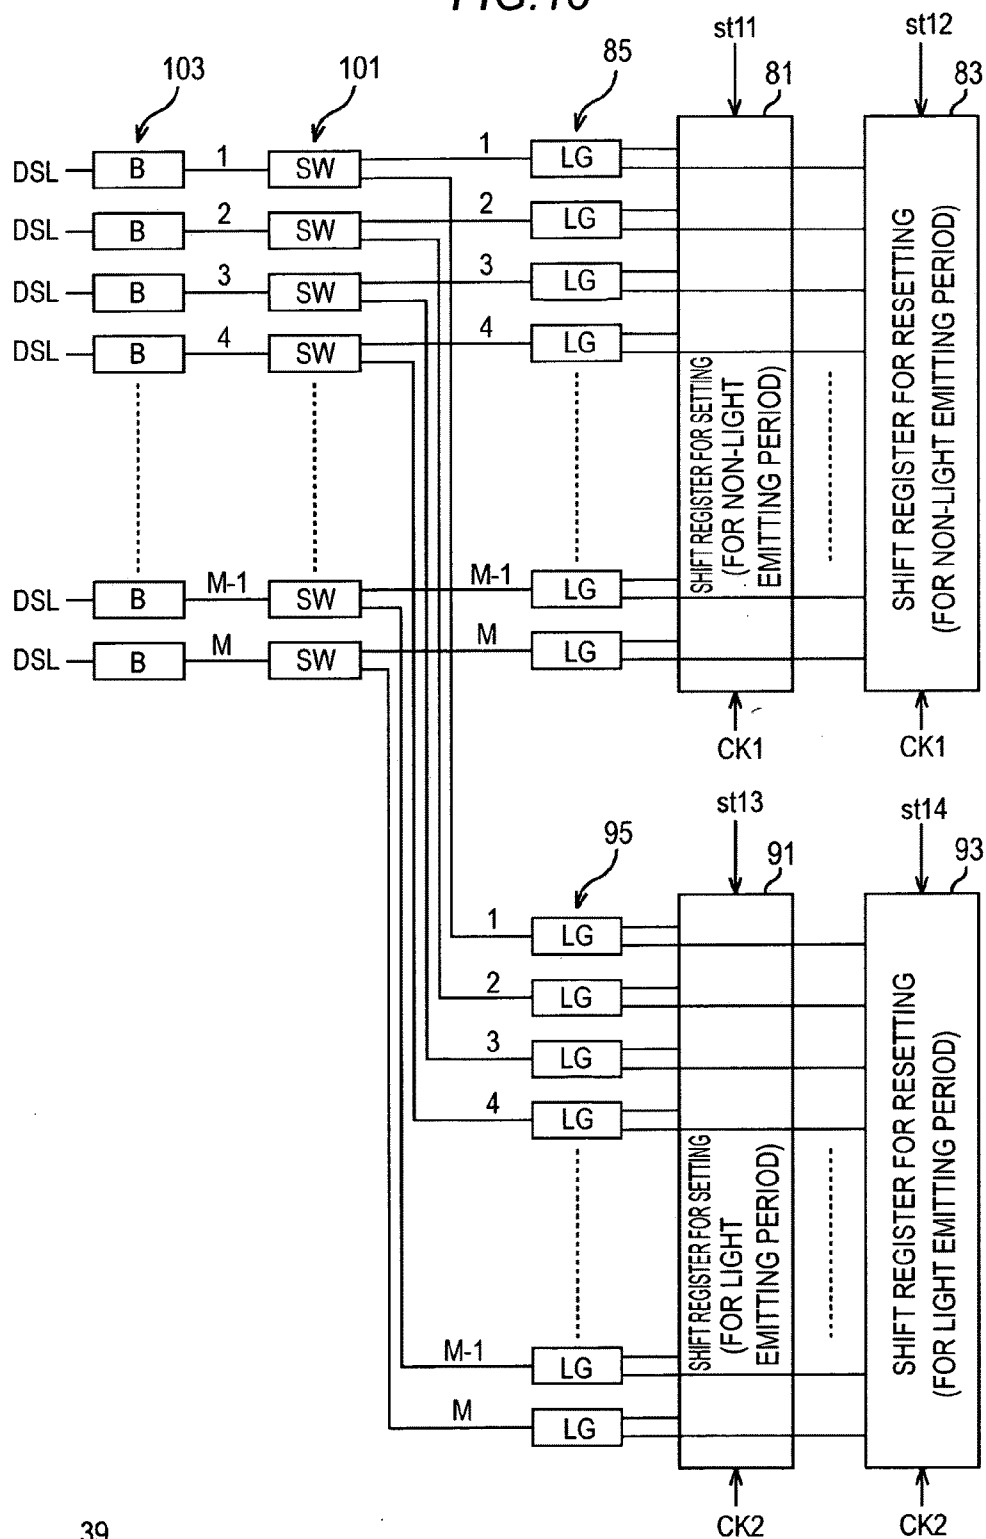 FIG.16
st11 st12
103 101 85 81 83
DSL B 1 SW 1 LG
DSL B 2 SW 2 LG
DSL B 3 SW 3 LG
DSL B 4 SW 4 LG
DSL B M-1 SW M-1 LG
DSL B M SW M LG
SHIFT REGISTER FOR SETTING
(FOR NON-LIGHT
EMITTING PERIOD)
SHIFT REGISTER FOR RESETTING
(FOR NON-LIGHT EMITTING PERIOD)
CK1 CK1
st13 st14
95 91 93
1 LG
2 LG
3 LG
4 LG
M-1 LG
M LG
SHIFT REGISTER FOR SETTING
(FOR LIGHT
EMITTING PERIOD)
SHIFT REGISTER FOR RESETTING
(FOR LIGHT EMITTING PERIOD)
CK2 CK2
39